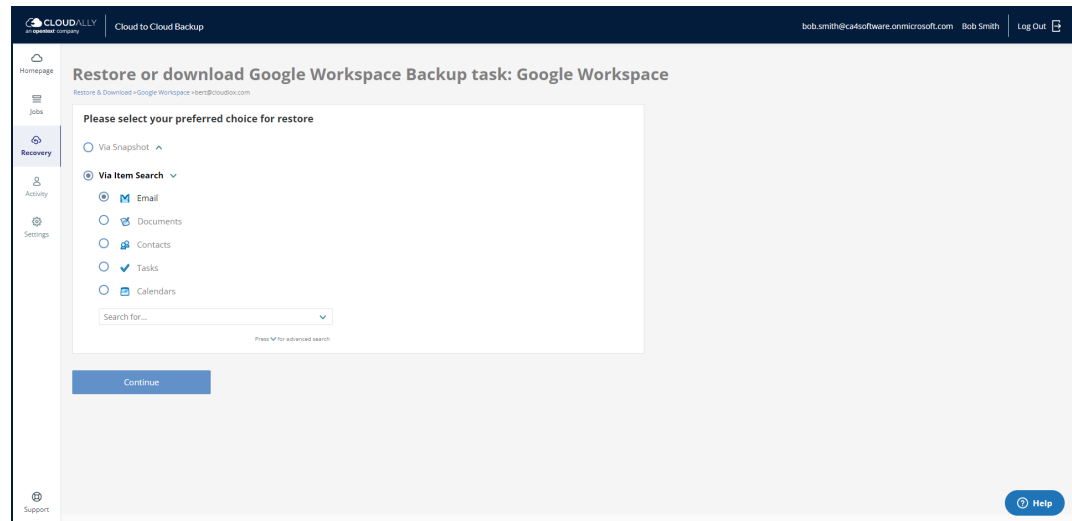 CLOUDALLY
an opentext company
Cloud to Cloud Backup
bob.smith@ca4software.onmicrosoft.com Bob Smith Log Out
Homepage
Jobs
Recovery
Activity
Settings
Support
Restore or download Google Workspace Backup task: Google Workspace
Restore & Download »Google Workspace »bert@cloudlox.com
Please select your preferred choice for restore
Via Snapshot
Via Item Search
Email
Documents
Contacts
Tasks
Calendars
Search for...
Press for advanced search
Continue
Help